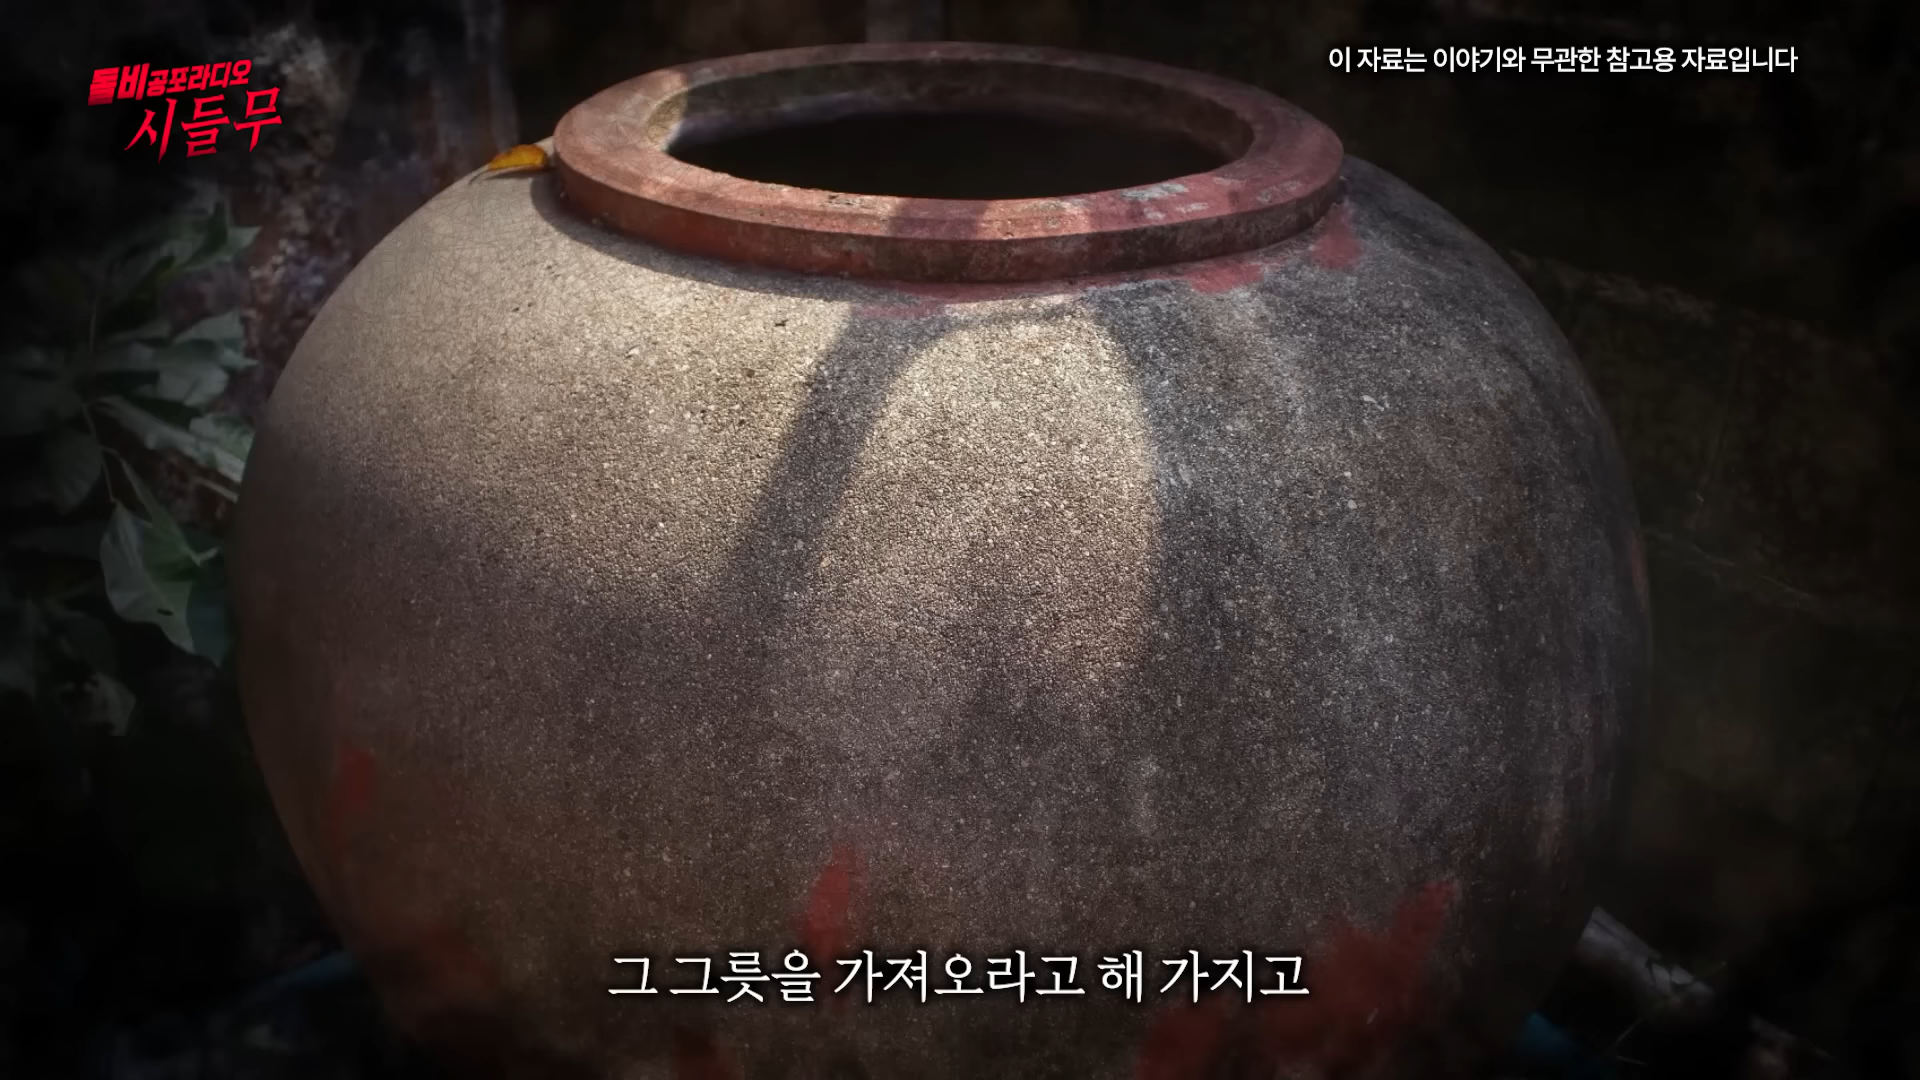 돌비공포라디오
시들무
이 자료는 이야기와 무관한 참고용 자료입니다
그 그릇을 가져오라고 해 가지고